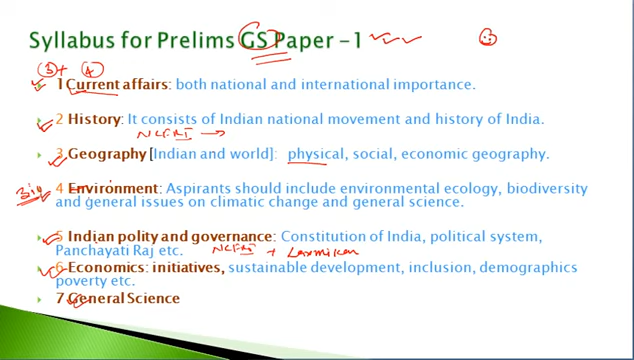 Syllabus for Prelims GS Paper -1
3 + 4
1 Current affairs: both national and international importance.
2 History: It consists of Indian national movement and history of India.
NCERT →
3 Geography [Indian and world]: physical, social, economic geography.
4 Environment: Aspirants should include environmental ecology, biodiversity
and general issues on climatic change and general science.
5 Indian polity and governance: Constitution of India, political system,
Panchayati Raj etc.
NCERT + Laxmikan
6 Economics: initiatives, sustainable development, inclusion, demographics
poverty etc.
7 General Science